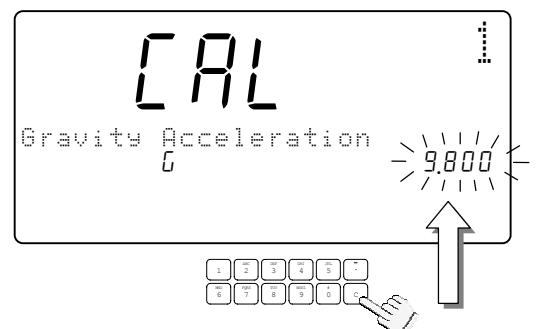 CAL 1
Gravity Acceleration
G 9.800
ABC DEF GHI JKL
1 2 3 4 5
MNO PQRS TUV WXYZ
6 7 8 9 0 C